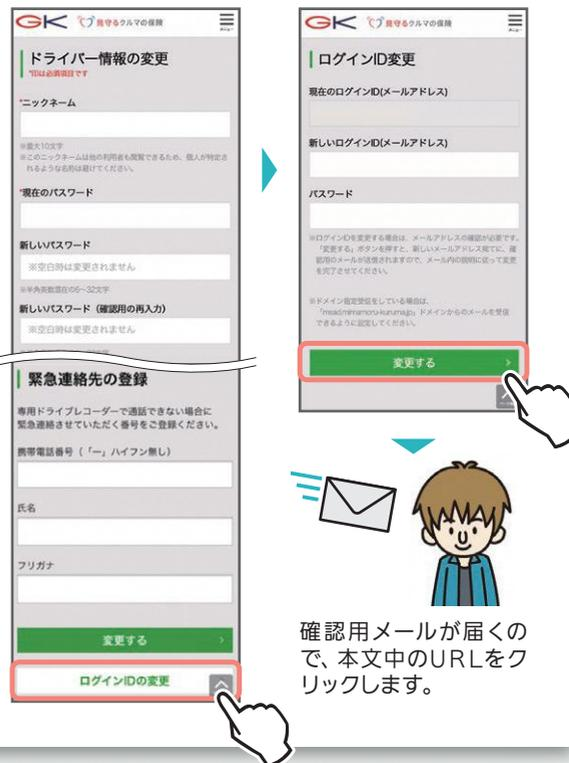 GK 見守るクルマの保険
メニュー
ドライバー情報の変更
*印は必須項目です
*ニックネーム
※最大10文字
※このニックネームは他の利用者も閲覧できるため、個人が特定さ
れるような名称は避けてください。
*現在のパスワード
新しいパスワード
※空白時は変更されません
※半角英数混在の6〜32文字
新しいパスワード（確認用の再入力）
※空白時は変更されません
緊急連絡先の登録
専用ドライブレコーダーで通話できない場合に
緊急連絡させていただく番号をご登録ください。
携帯電話番号（「ー」ハイフン無し）
氏名
フリガナ
変更する
ログインIDの変更
GK 見守るクルマの保険
メニュー
ログインID変更
現在のログインID(メールアドレス)
新しいログインID(メールアドレス)
パスワード
※ログインIDを変更する場合は、メールアドレスの確認が必要です。
「変更する」ボタンを押すと、新しいメールアドレス宛てに、確
認用のメールが送信されますので、メール内の説明に従って変更
を完了させてください。
※ドメイン指定受信をしている場合は、
ドメインからのメールを受信
できるように設定してください。
変更する
確認用メールが届くの
で、本文中のURLをク
リックします。